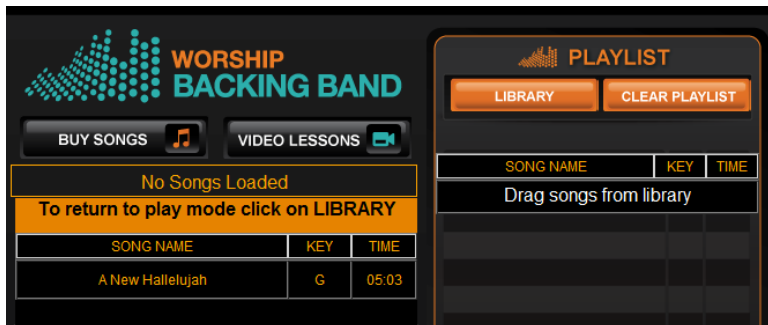 WORSHIP
BACKING BAND
BUY SONGS
VIDEO LESSONS
No Songs Loaded
To return to play mode click on LIBRARY
SONG NAME KEY TIME
A New Hallelujah G 05:03
PLAYLIST
LIBRARY CLEAR PLAYLIST
SONG NAME KEY TIME
Drag songs from library